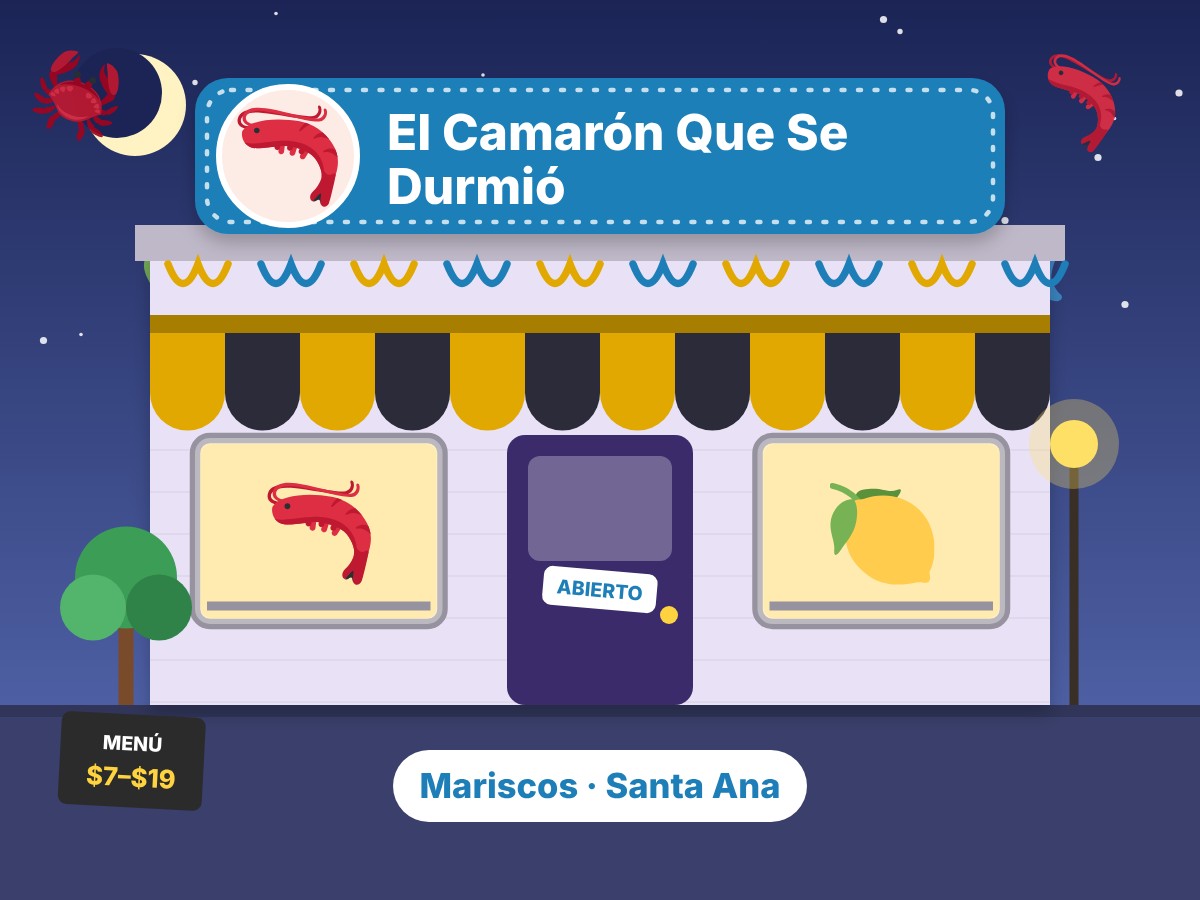 El Camarón Que Se
Durmió
ABIERTO
MENÚ
$7–$19
Mariscos · Santa Ana